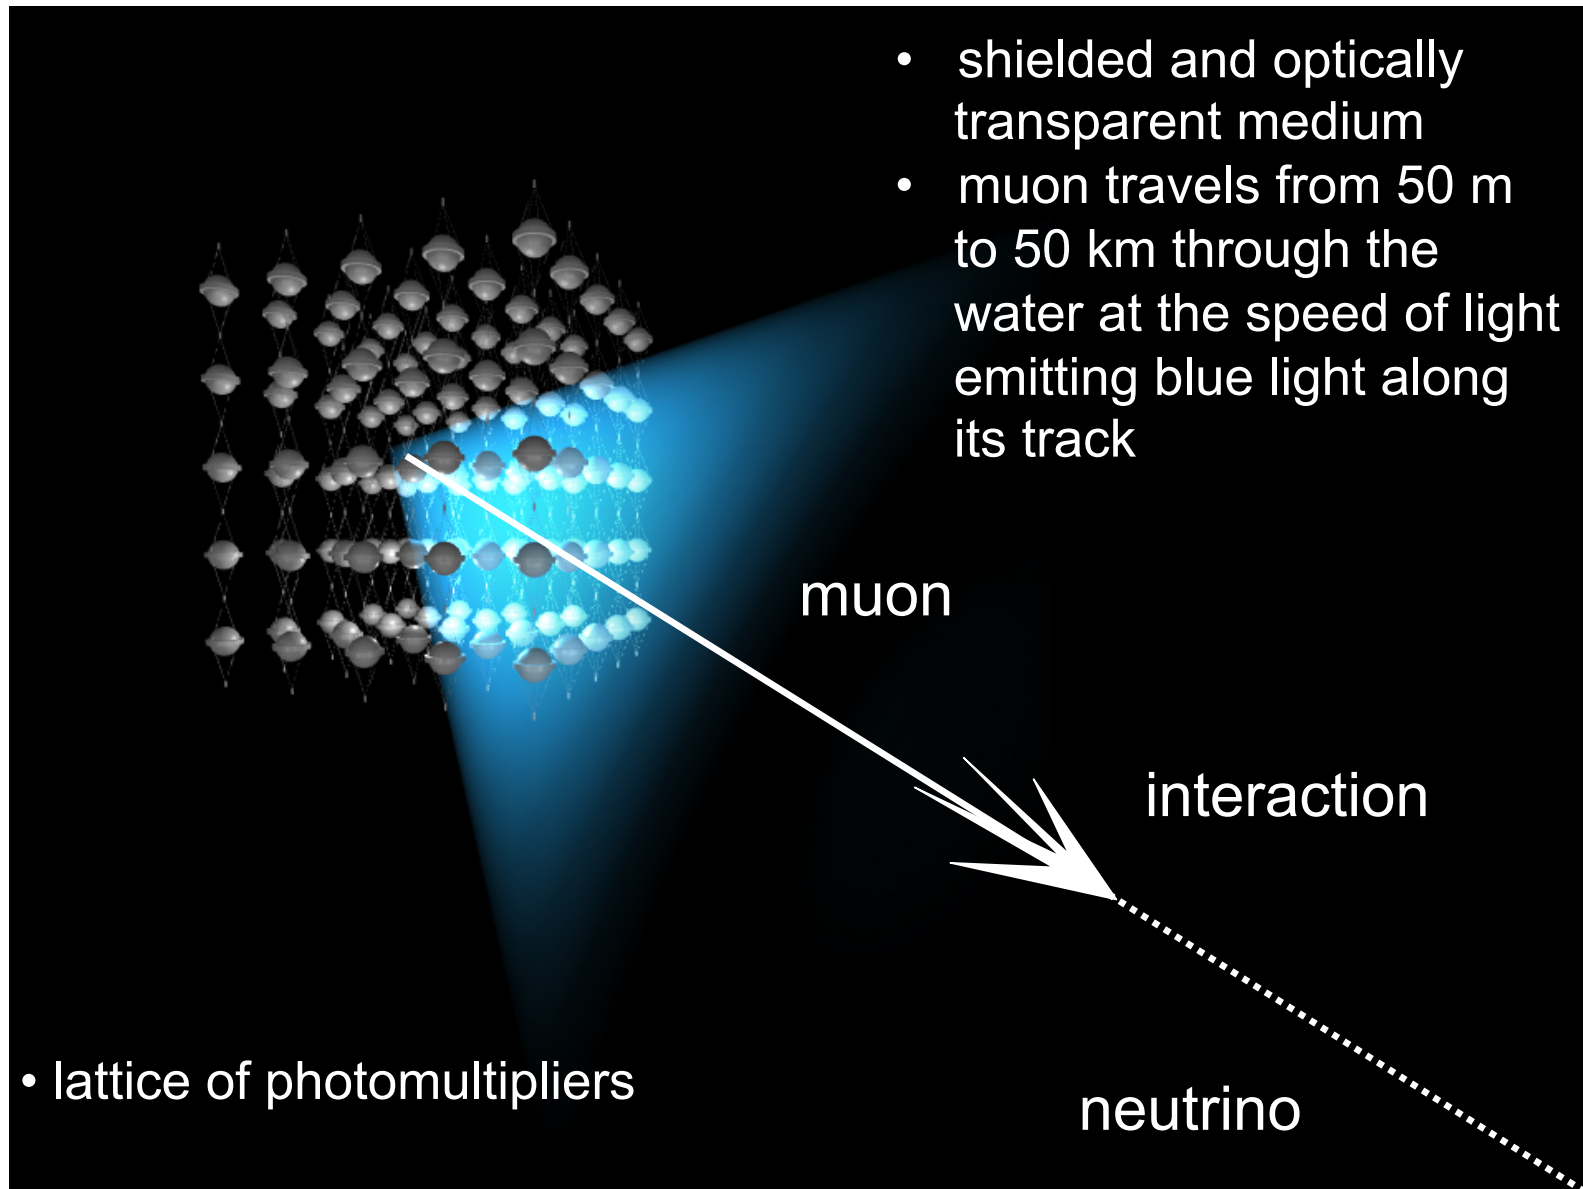 • shielded and optically
transparent medium
• muon travels from 50 m
to 50 km through the
water at the speed of light
emitting blue light along
its track
muon
interaction
• lattice of photomultipliers
neutrino